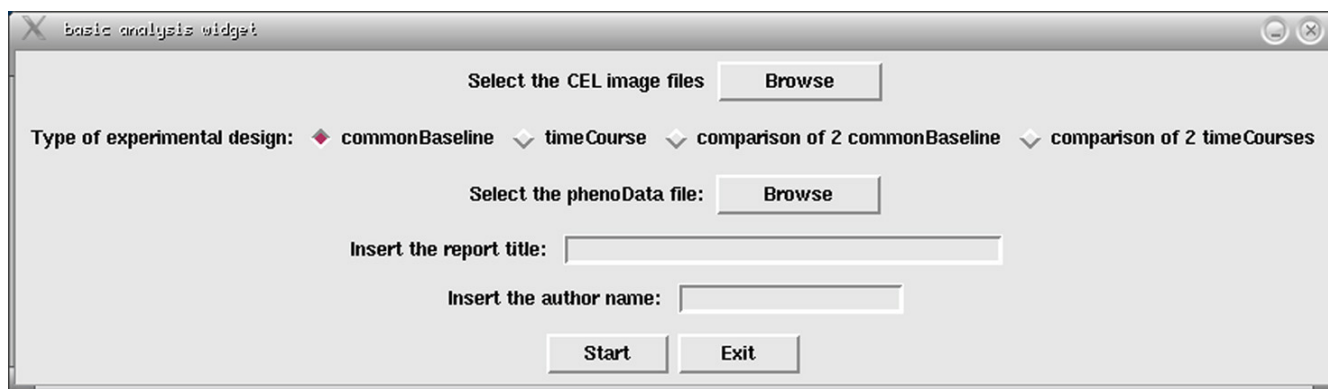 basic analysis widget
Select the CEL image files Browse
Type of experimental design: commonBaseline timeCourse comparison of 2 commonBaseline comparison of 2 timeCourses
Select the phenoData file: Browse
Insert the report title:
Insert the author name:
Start Exit